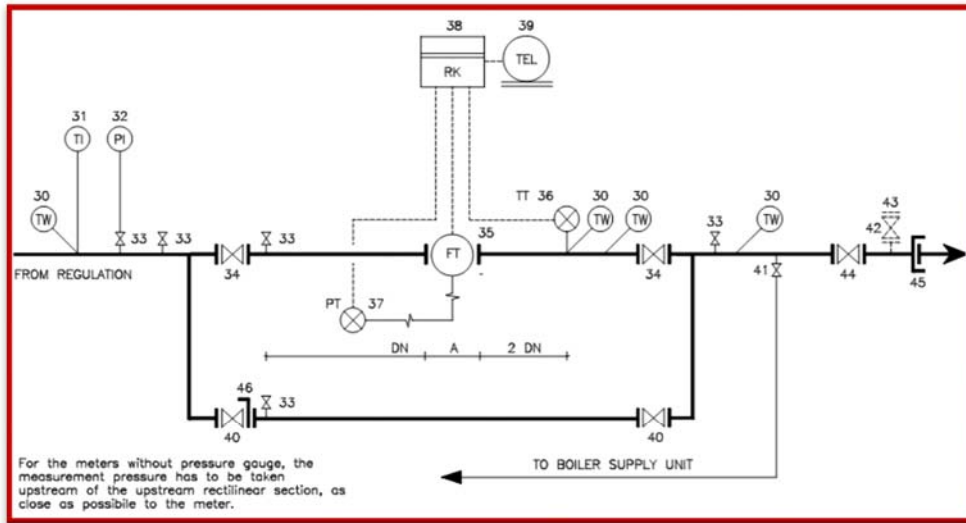 38
39
TEL
RK
31
32
TI
PI
30
TW
33
33
34
33
35
FT
TT 36
30
TW
30
TW
34
33
30
TW
43
42
41
44
45
FROM REGULATION
PT
37
DN
A
2 DN
46
33
40
40
TO BOILER SUPPLY UNIT
For the meters without pressure gauge, the
measurement pressure has to be taken
upstream of the upstream rectilinear section, as
close as possibile to the meter.